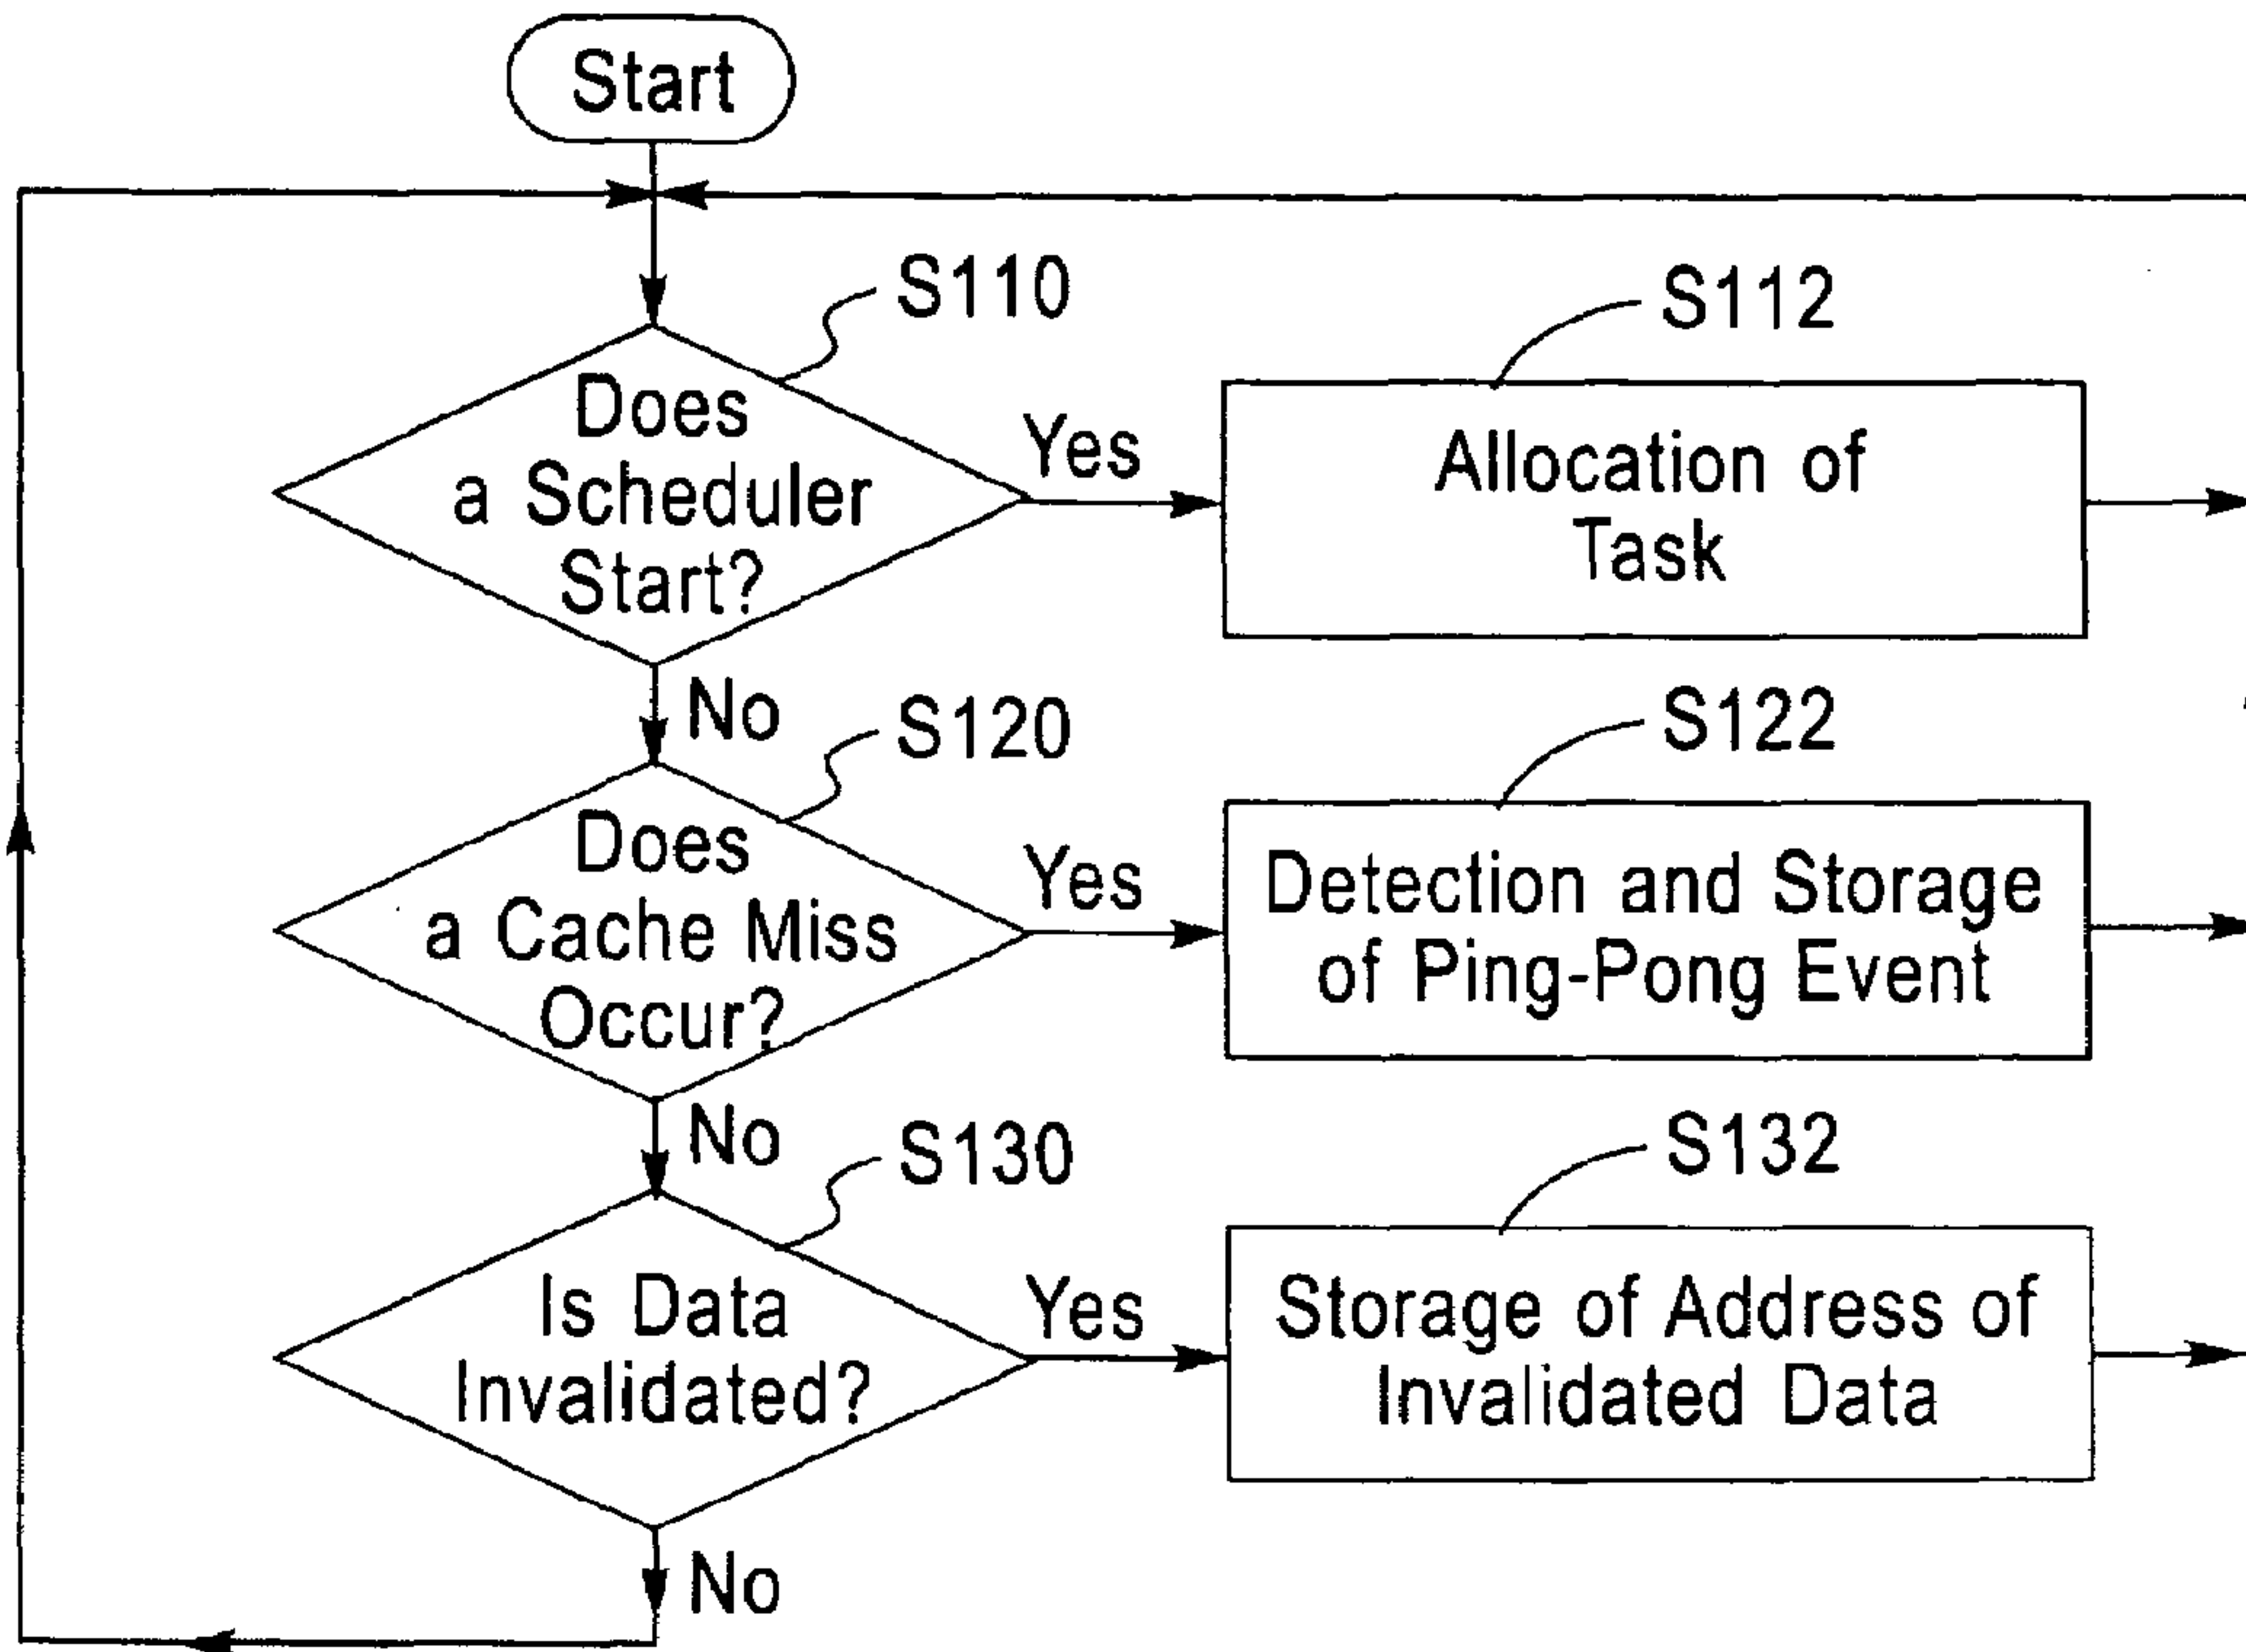 Start
S110
S112
Does
a Scheduler
Start?
Yes
Allocation of
Task
No
S120
S122
Does
a Cache Miss
Occur?
Yes
Detection and Storage
of Ping-Pong Event
No
S130
S132
Is Data
Invalidated?
Yes
Storage of Address of
Invalidated Data
No